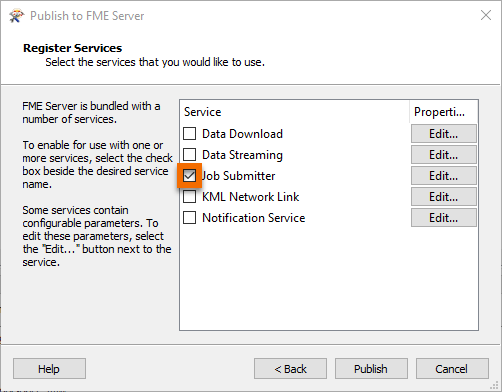 Publish to FME Server
Register Services
Select the services that you would like to use.
FME Server is bundled with a
number of services.
To enable for use with one or
more services, select the check
box beside the desired service
name.
Some services contain
configurable parameters. To
edit these parameters, select
the "Edit..." button next to the
service.
Service Properti...
Data Download Edit...
Data Streaming Edit...
Job Submitter Edit...
KML Network Link Edit...
Notification Service Edit...
Help < Back Publish Cancel